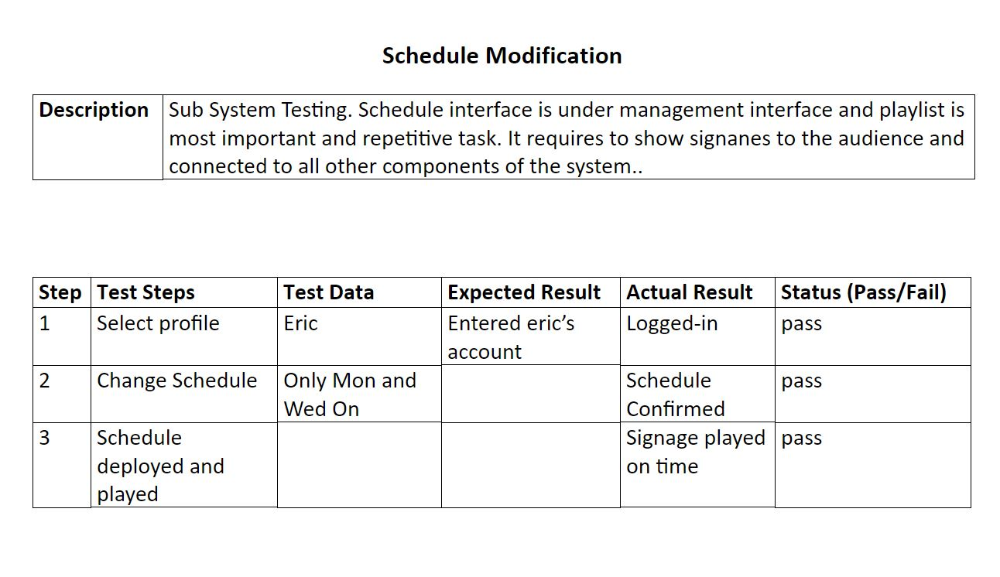 Schedule Modification
Description Sub System Testing. Schedule interface is under management interface and playlist is
most important and repetitive task. It requires to show signanes to the audience and
connected to all other components of the system..
Step Test Steps Test Data Expected Result Actual Result Status (Pass/Fail)
1 Select profile Eric Entered eric’s Logged-in pass
account
2 Change Schedule Only Mon and Schedule pass
Wed On Confirmed
3 Schedule Signage played pass
deployed and on time
played